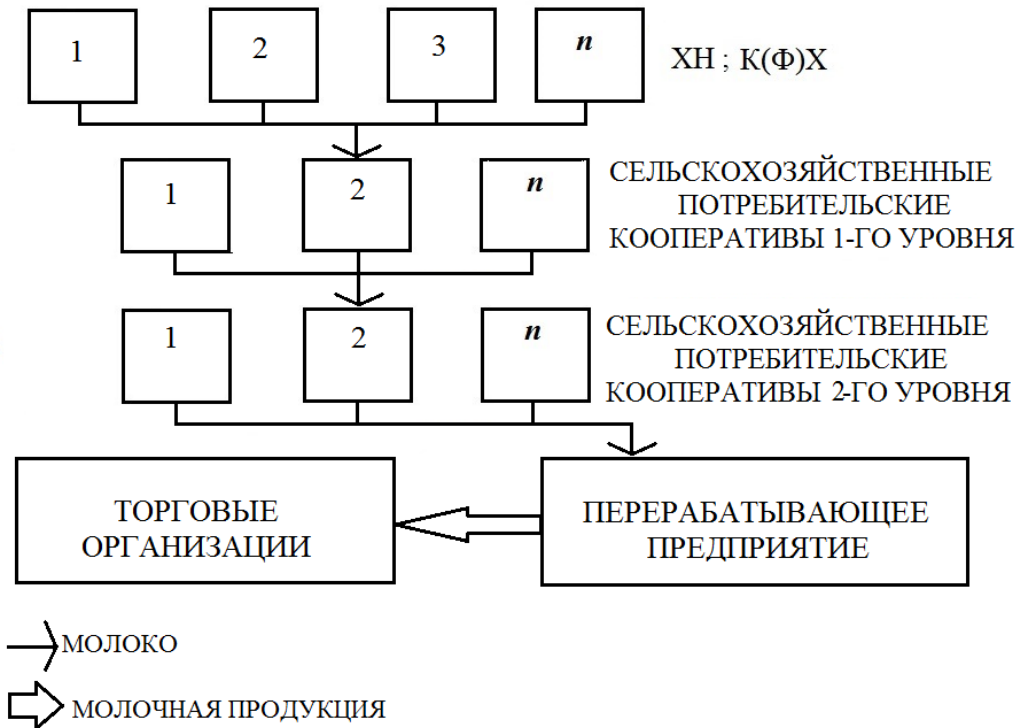 1 2 3 n ХН ; К(Ф)Х
1 2 n СЕЛЬСКОХОЗЯЙСТВЕННЫЕ
ПОТРЕБИТЕЛЬСКИЕ
КООПЕРАТИВЫ 1-ГО УРОВНЯ
1 2 n СЕЛЬСКОХОЗЯЙСТВЕННЫЕ
ПОТРЕБИТЕЛЬСКИЕ
КООПЕРАТИВЫ 2-ГО УРОВНЯ
ТОРГОВЫЕ
ОРГАНИЗАЦИИ
ПЕРЕРАБАТЫВАЮЩЕЕ
ПРЕДПРИЯТИЕ
МОЛОКО
МОЛОЧНАЯ ПРОДУКЦИЯ